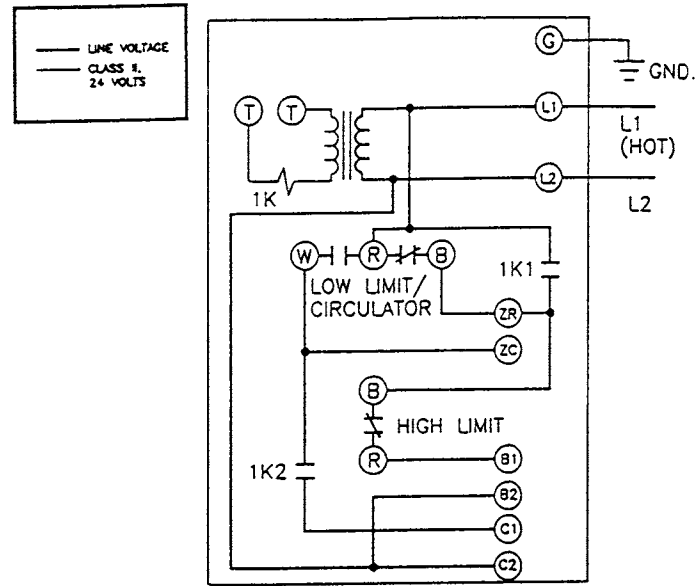 LINE VOLTAGE
CLASS II,
24 VOLTS
G
GND.
T
T
L1
L1
(HOT)
1K
L2
L2
W
R
B
1K1
LOW LIMIT/
CIRCULATOR
ZR
ZC
B
HIGH LIMIT
R
B1
1K2
B2
C1
C2